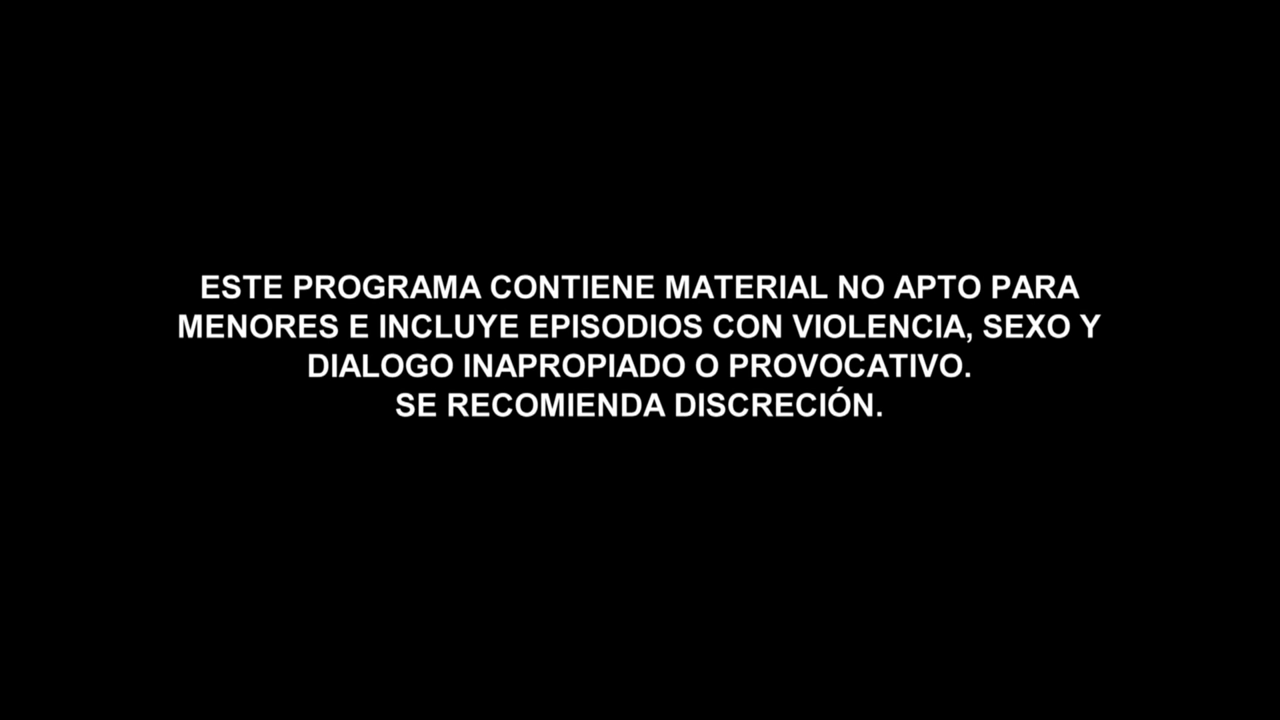 ESTE PROGRAMA CONTIENE MATERIAL NO APTO PARA
MENORES E INCLUYE EPISODIOS CON VIOLENCIA, SEXO Y
DIALOGO INAPROPIADO O PROVOCATIVO.
SE RECOMIENDA DISCRECIÓN.